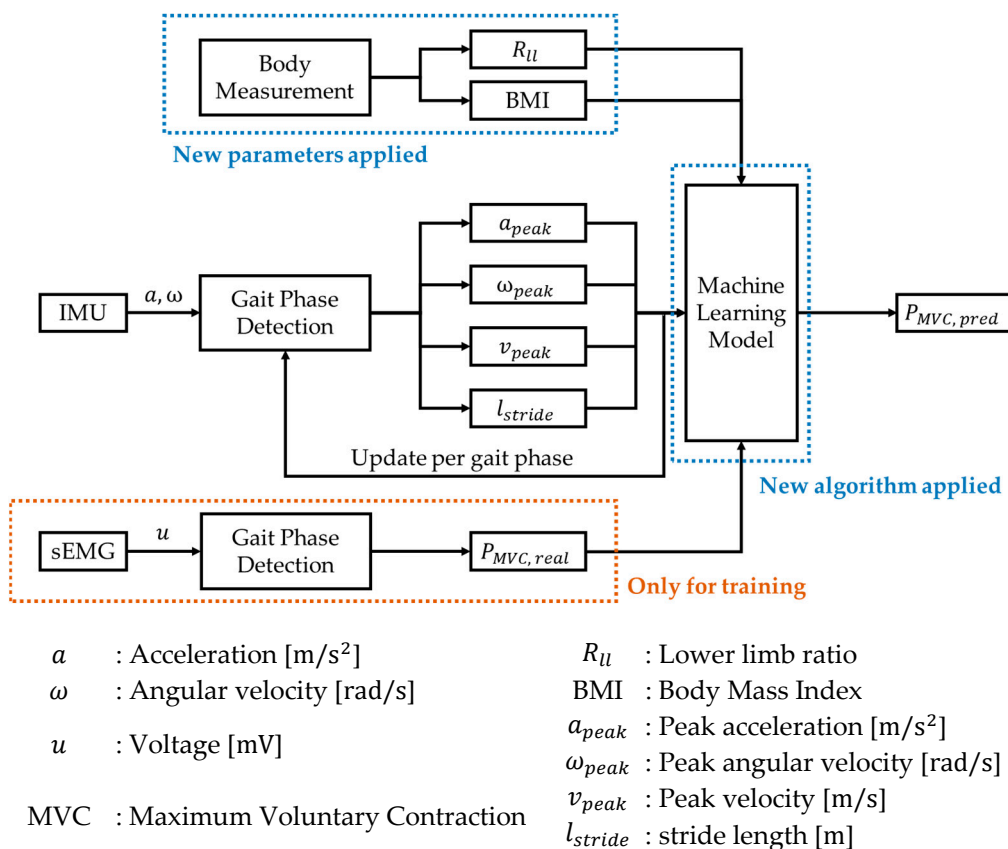 Body
Measurement
R_ll
BMI
New parameters applied
a_peak
ω_peak
v_peak
l_stride
IMU
a, ω
Gait Phase
Detection
Machine
Learning
Model
P_MVC, pred
Update per gait phase
New algorithm applied
sEMG
u
Gait Phase
Detection
P_MVC, real
Only for training
a : Acceleration [m/s²]
ω : Angular velocity [rad/s]
u : Voltage [mV]
MVC : Maximum Voluntary Contraction
R_ll : Lower limb ratio
BMI : Body Mass Index
a_peak : Peak acceleration [m/s²]
ω_peak : Peak angular velocity [rad/s]
v_peak : Peak velocity [m/s]
l_stride : stride length [m]